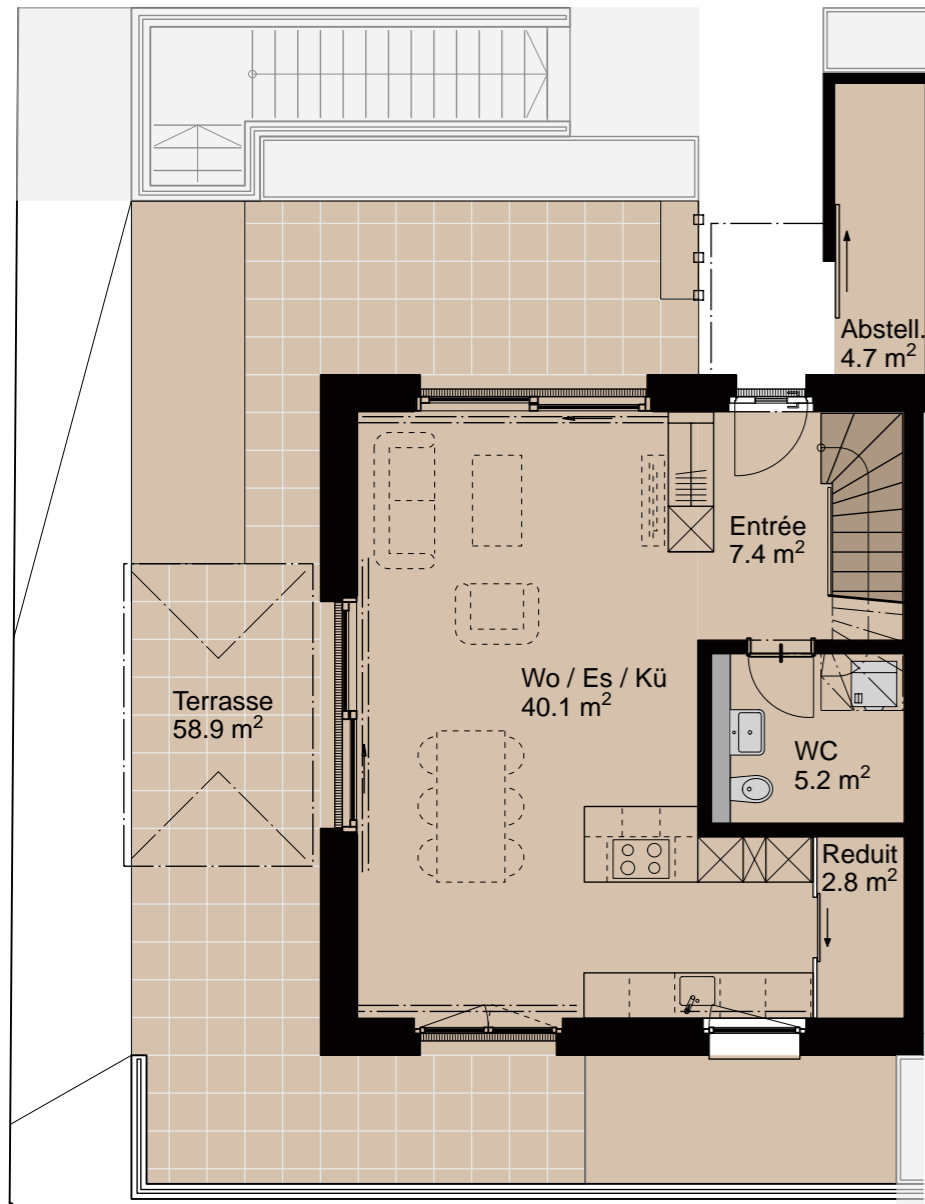 Abstell.
4.7 m²
Entrée
7.4 m²
Wo / Es / Kü
40.1 m²
Terrasse
58.9 m²
WC
5.2 m²
Reduit
2.8 m²